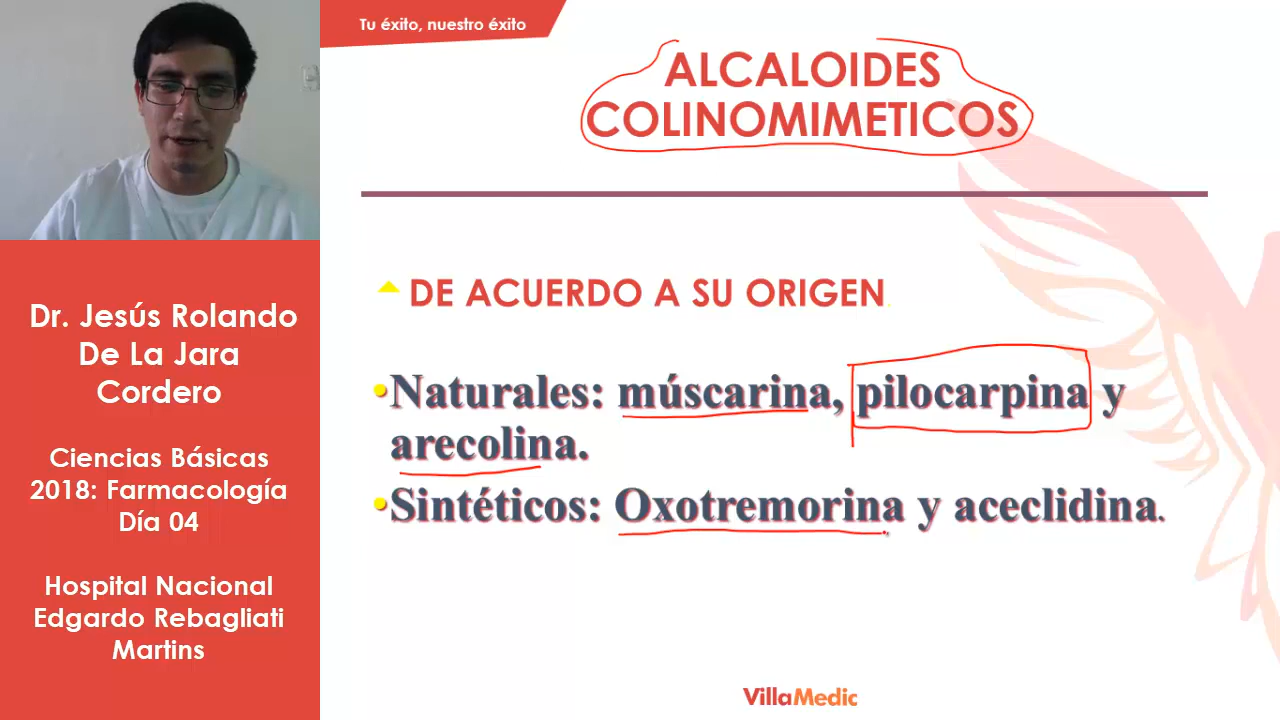 Tu éxito, nuestro éxito
ALCALOIDES
COLINOMIMETICOS
DE ACUERDO A SU ORIGEN.
•Naturales: múscarina, pilocarpina y
arecolina.
•Sintéticos: Oxotremorina y aceclidina.
Dr. Jesús Rolando
De La Jara
Cordero
Ciencias Básicas
2018: Farmacología
Día 04
Hospital Nacional
Edgardo Rebagliati
Martins
VillaMedic